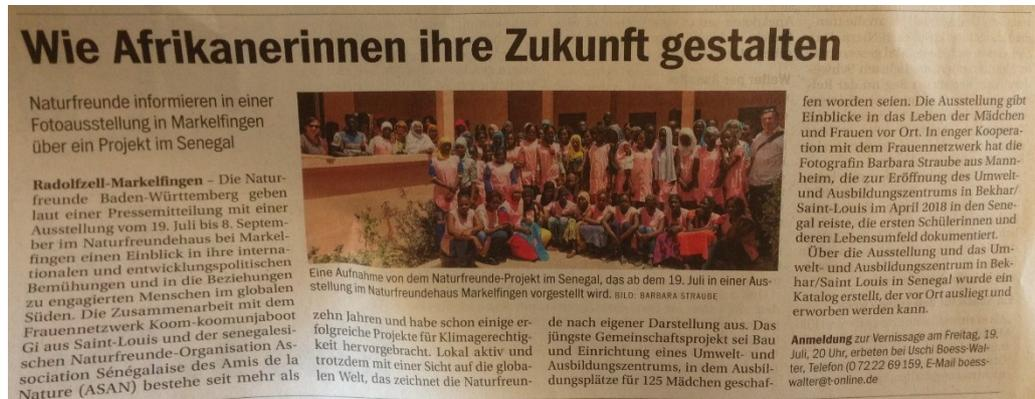 Wie Afrikanerinnen ihre Zukunft gestalten
Naturfreunde informieren in einer
Fotoausstellung in Markelfingen
über ein Projekt im Senegal
Radolfzell-Markelfingen – Die Natur-
freunde Baden-Württemberg geben
laut einer Pressemitteilung mit einer
Ausstellung vom 19. Juli bis 8. Septem-
ber im Naturfreundehaus bei Markel-
fingen einen Einblick in ihre interna-
tionalen und entwicklungspolitischen
Bemühungen und in die Beziehungen
zu engagierten Menschen im globalen
Süden. Die Zusammenarbeit mit dem
Frauennetzwerk Koom-koomunjaboot
Gi aus Saint-Louis und der senegalesi-
schen Naturfreunde-Organisation As-
sociation Sénégalaise des Amis de la
Nature (ASAN) bestehe seit mehr als
Eine Aufnahme von dem Naturfreunde-Projekt im Senegal, das ab dem 19. Juli in einer Aus-
stellung im Naturfreundehaus Markelfingen vorgestellt wird. BILD: BARBARA STRAUBE
zehn Jahren und habe schon einige er-
folgreiche Projekte für Klimagerechtig-
keit hervorgebracht. Lokal aktiv und
trotzdem mit einer Sicht auf die globa-
len Welt, das zeichnet die Naturfreun-
de nach eigener Darstellung aus. Das
jüngste Gemeinschaftsprojekt sei Bau
und Einrichtung eines Umwelt- und
Ausbildungszentrums, in dem Ausbil-
dungsplätze für 125 Mädchen geschaf-
fen worden seien. Die Ausstellung gibt
Einblicke in das Leben der Mädchen
und Frauen vor Ort. In enger Koopera-
tion mit dem Frauennetzwerk hat die
Fotografin Barbara Straube aus Mann-
heim, die zur Eröffnung des Umwelt-
und Ausbildungszentrums in Bekhar/
Saint-Louis im April 2018 in den Sene-
gal reiste, die ersten Schülerinnen und
deren Lebensumfeld dokumentiert.
Über die Ausstellung und das Um-
welt- und Ausbildungszentrum in Bek-
har/Saint Louis in Senegal wurde ein
Katalog erstellt, der vor Ort ausliegt und
erworben werden kann.
Anmeldung zur Vernissage am Freitag, 19.
Juli, 20 Uhr, erbeten bei Uschi Boess-Wal-
ter, Telefon (0 72 22 69 159, E-Mail boess-
walter@t-online.de